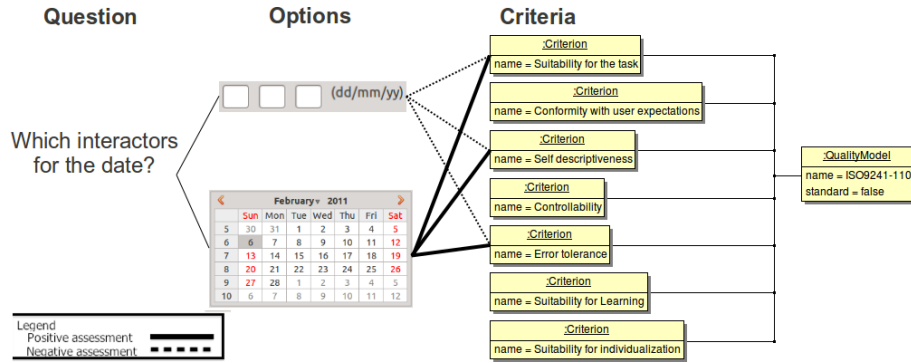 Question
Options
Criteria
Which interactors
for the date?
(dd/mm/yy)
February 2011
Sun Mon Tue Wed Thu Fri Sat
5 30 31 1 2 3 4 5
6 6 7 8 9 10 11 12
7 13 14 15 16 17 18 19
8 20 21 22 23 24 25 26
9 27 28 1 2 3 4 5
10 6 7 8 9 10 11 12
:Criterion
name = Suitability for the task
:Criterion
name = Conformity with user expectations
:Criterion
name = Self descriptiveness
:Criterion
name = Controllability
:Criterion
name = Error tolerance
:Criterion
name = Suitability for Learning
:Criterion
name = Suitability for individualization
:QualityModel
name = ISO9241-110
standard = false
Legend
Positive assessment
Negative assessment